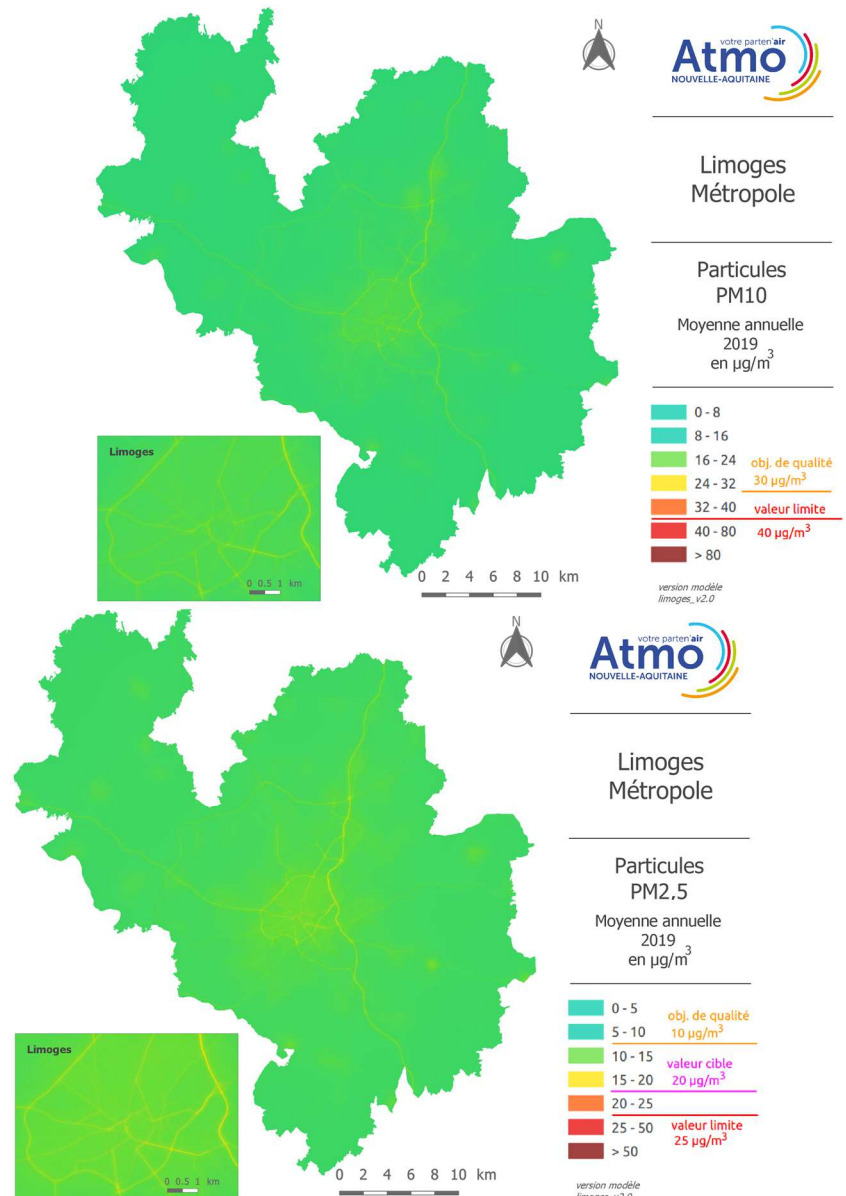 N
votre parten'air
Atmo
NOUVELLE-AQUITAINE
Limoges
Métropole
Particules
PM10
Moyenne annuelle
2019
en µg/m³
0 - 8
8 - 16
16 - 24
24 - 32
32 - 40
40 - 80
> 80
obj. de qualité
30 µg/m³
valeur limite
40 µg/m³
version modèle
limoges_v2.0
Limoges
0 0.5 1 km
0 2 4 6 8 10 km
N
votre parten'air
Atmo
NOUVELLE-AQUITAINE
Limoges
Métropole
Particules
PM2,5
Moyenne annuelle
2019
en µg/m³
0 - 5
5 - 10
10 - 15
15 - 20
20 - 25
25 - 50
> 50
obj. de qualité
10 µg/m³
valeur cible
20 µg/m³
valeur limite
25 µg/m³
version modèle
limoges_v2.0
Limoges
0 0.5 1 km
0 2 4 6 8 10 km